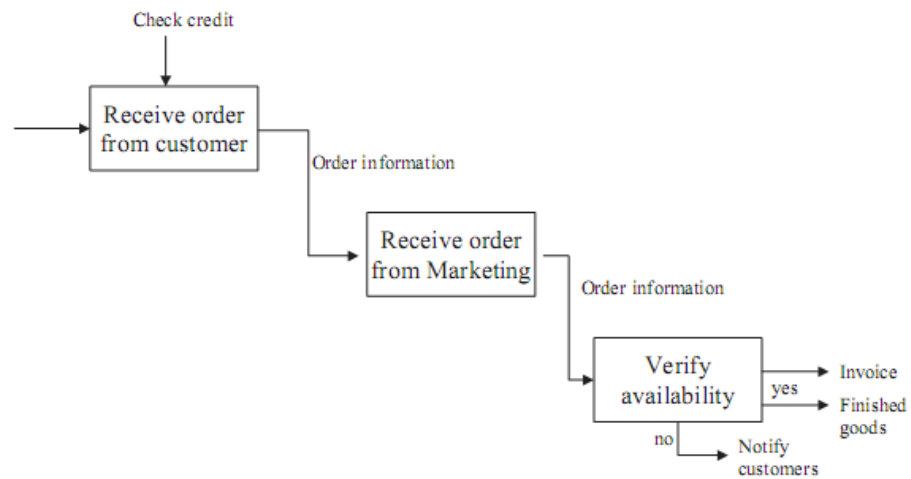 Check credit
Receive order
from customer
Order information
Receive order
from Marketing
Order information
Verify
availability
Invoice
yes
Finished
goods
no
Notify
customers